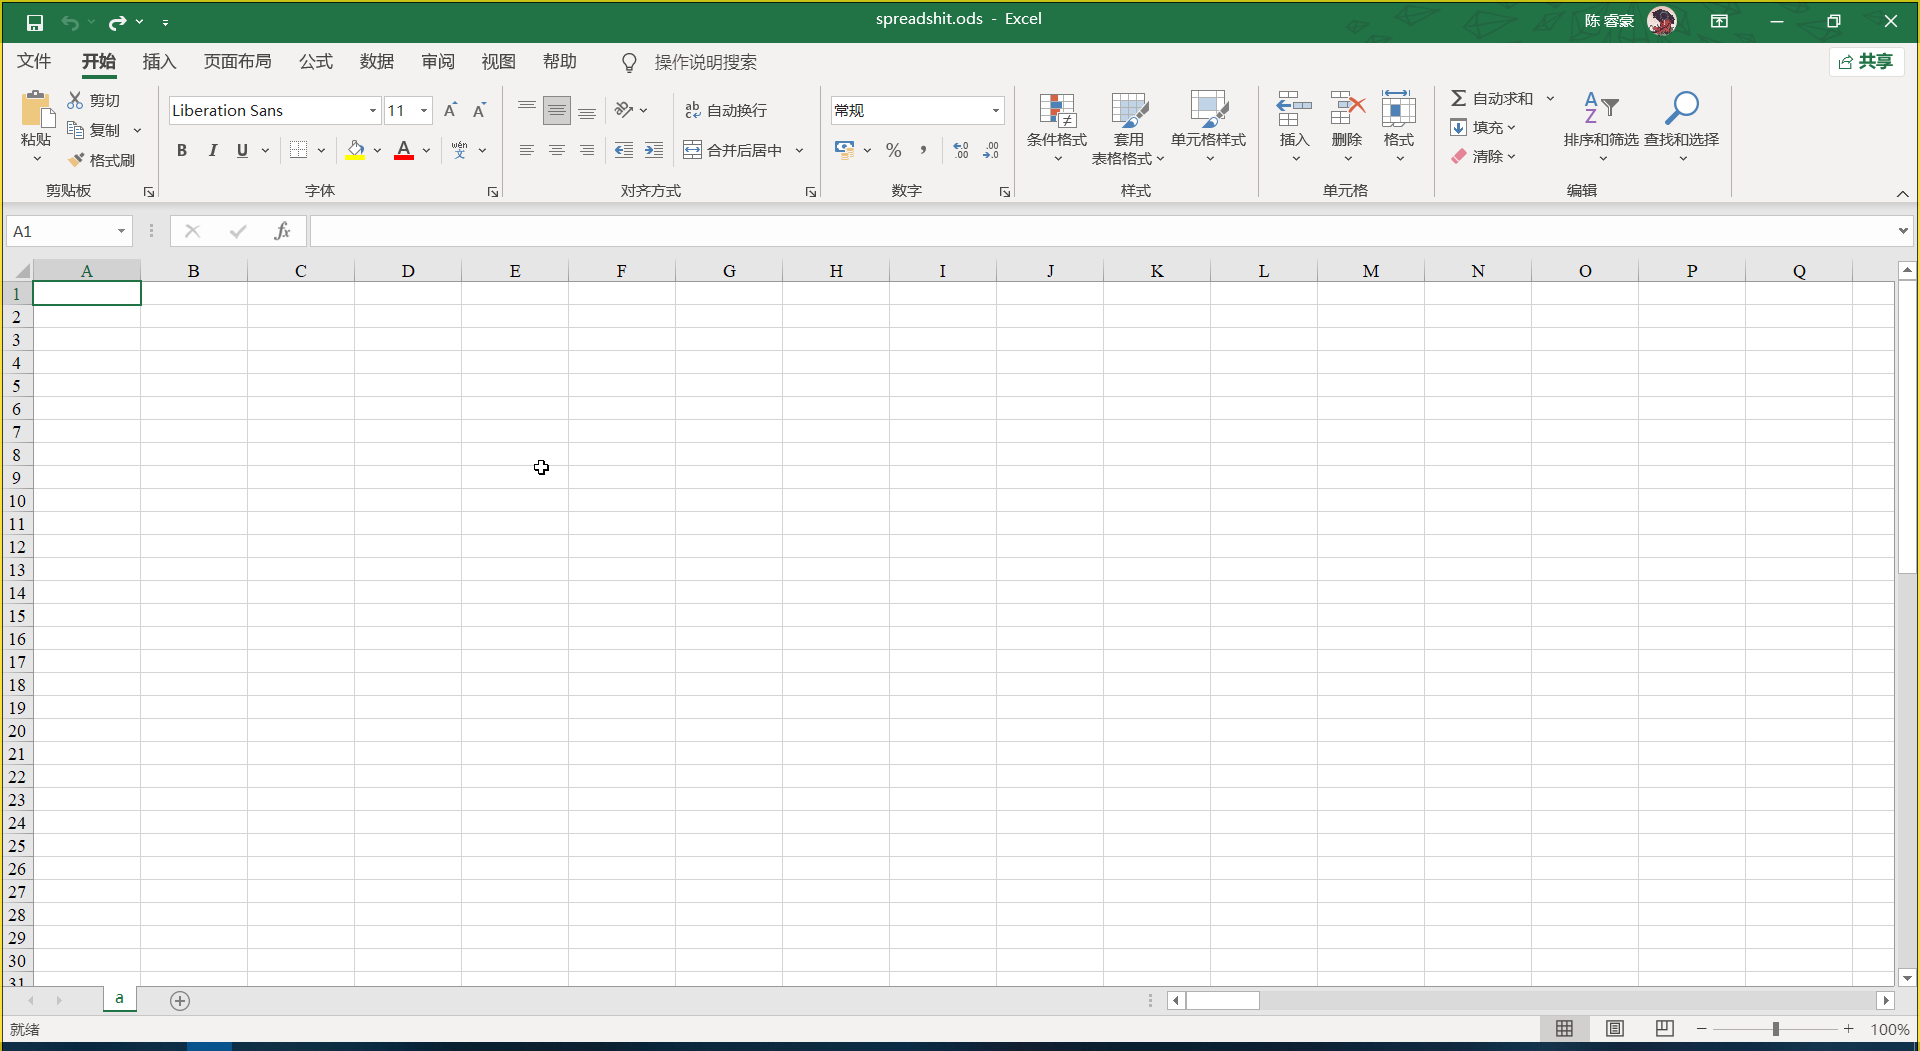 spreadshit.ods - Excel
陈 睿豪
文件 开始 插入 页面布局 公式 数据 审阅 视图 帮助 操作说明搜索 共享
粘贴
剪切
复制
格式刷
剪贴板
Liberation Sans 11 A A
B I U A wén 文
字体
ab 自动换行
合并后居中
对齐方式
常规
% , .0 .00 .00 .0
数字
条件格式
套用
表格格式
单元格样式
样式
插入
删除
格式
单元格
Σ 自动求和
填充
清除
A Z
排序和筛选
查找和选择
编辑
A1 fx
A B C D E F G H I J K L M N O P Q
1
2
3
4
5
6
7
8
9
10
11
12
13
14
15
16
17
18
19
20
21
22
23
24
25
26
27
28
29
30
31
a
就绪 100%